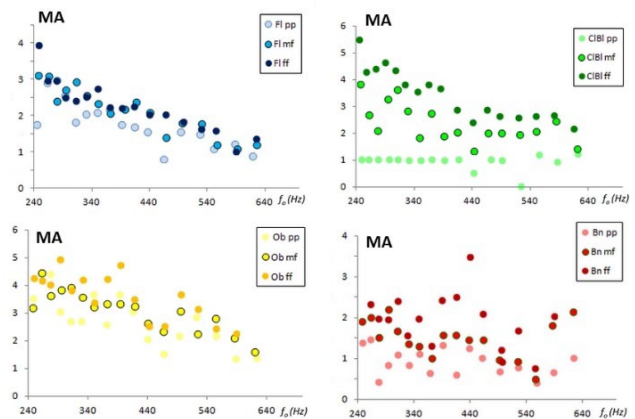 MA
Fl pp
Fl mf
Fl ff
4
3
2
1
0
240 340 440 540 640
fₒ (Hz)
MA
ClBl pp
ClBl mf
ClBl ff
6
5
4
3
2
1
0
240 340 440 540 640
fₒ (Hz)
MA
Ob pp
Ob mf
Ob ff
6
5
4
3
2
1
0
240 340 440 540 640
fₒ (Hz)
MA
Bn pp
Bn mf
Bn ff
4
3
2
1
0
240 340 440 540 640
fₒ (Hz)